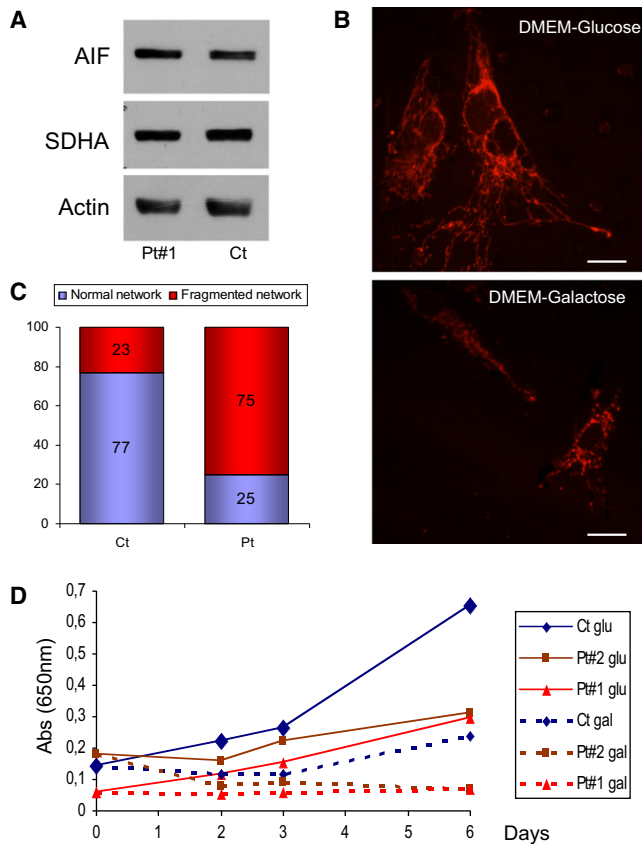 A
AIF
SDHA
Actin
Pt#1 Ct
B
DMEM-Glucose
DMEM-Galactose
C
Normal network Fragmented network
100
80
60
40
20
0
23
77
75
25
Ct Pt
D
Abs (650nm)
0,7
0,6
0,5
0,4
0,3
0,2
0,1
0
0 2 3 6 Days
Ct glu
Pt#2 glu
Pt#1 glu
Ct gal
Pt#2 gal
Pt#1 gal